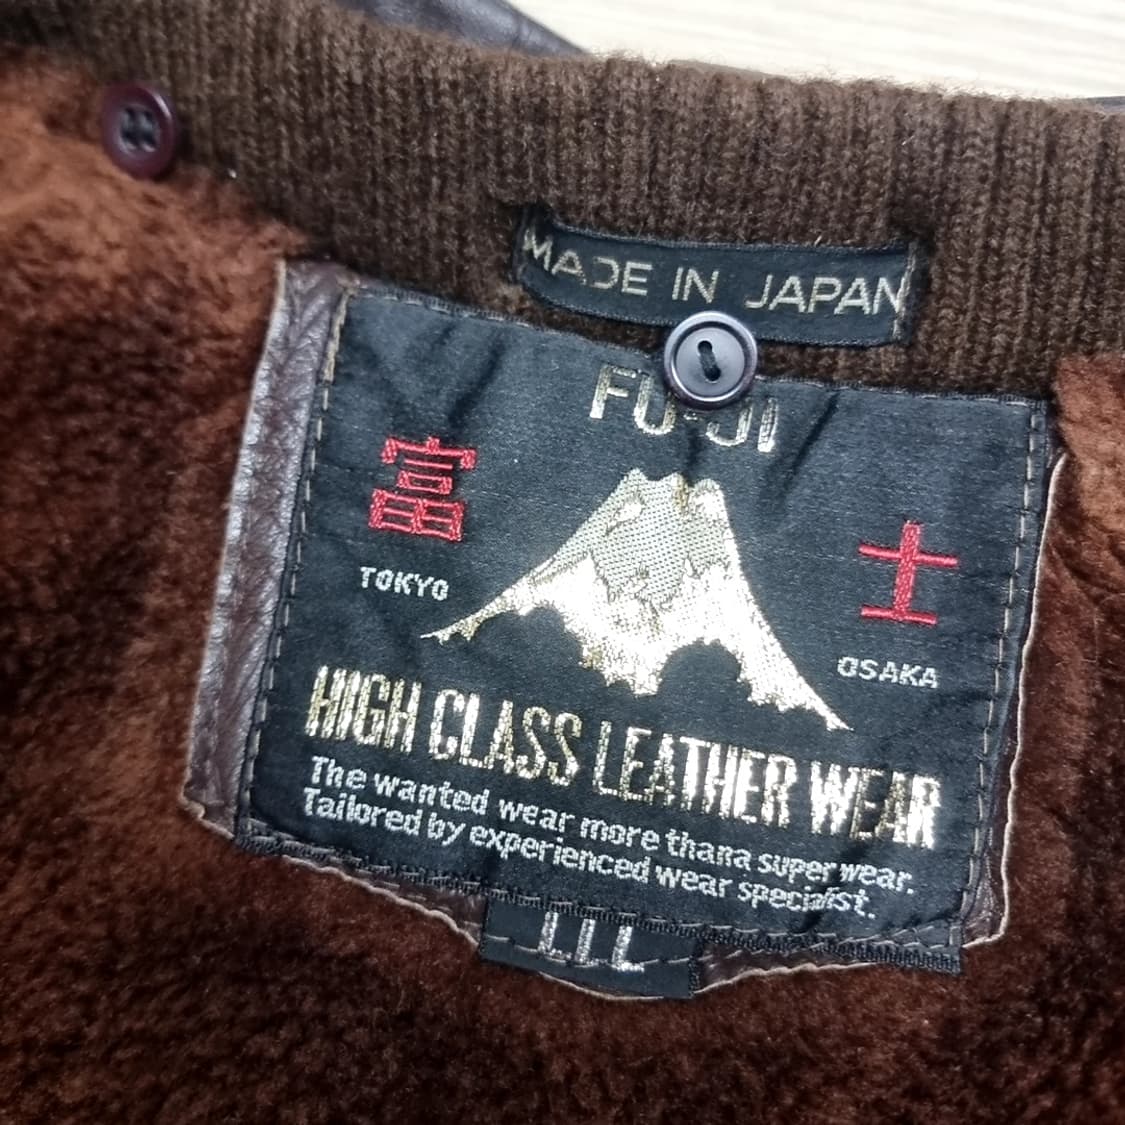 MADE IN JAPAN
FU-JI
富 士
TOKYO OSAKA
HIGH CLASS LEATHER WEAR
The wanted wear more thana super wear.
Tailored by experienced wear specialist.
LLL